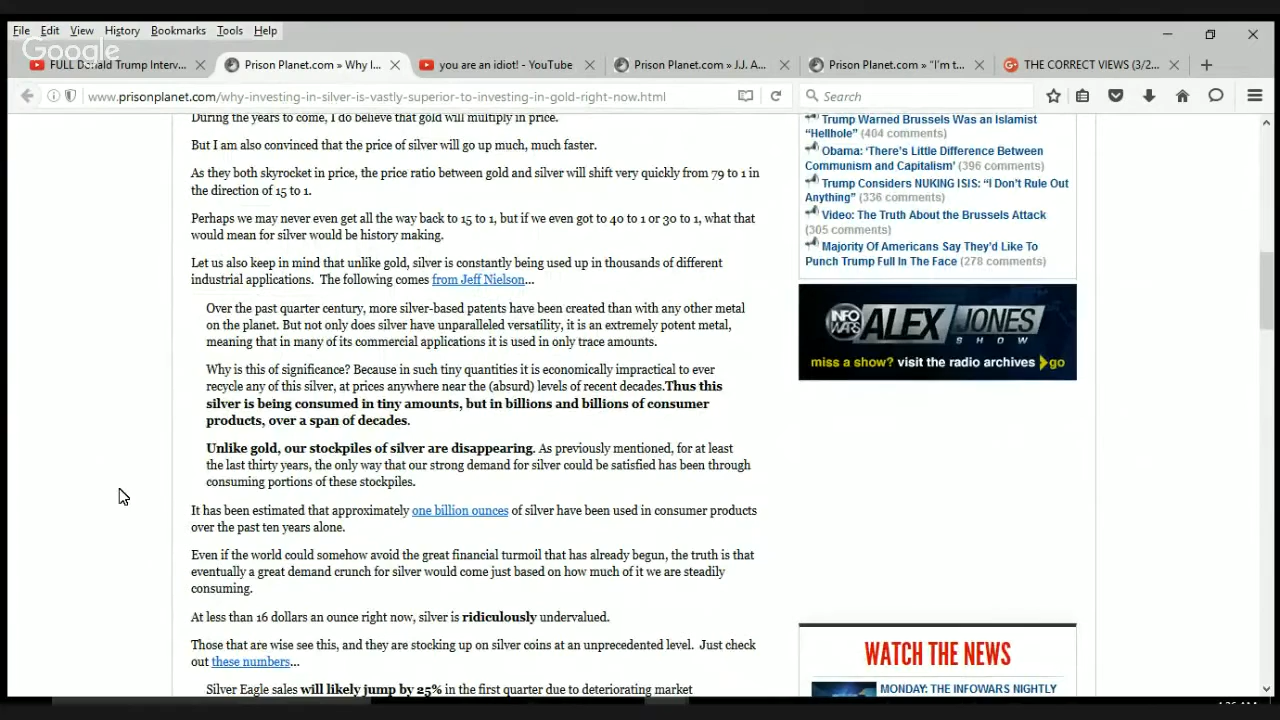 File Edit View History Bookmarks Tools Help
Google
FULL Donald Trump Interv...
Prison Planet.com » Why I...
you are an idiot! - YouTube
Prison Planet.com » J.J. A...
Prison Planet.com » "I'm t...
THE CORRECT VIEWS (3/2...
www.prisonplanet.com/why-investing-in-silver-is-vastly-superior-to-investing-in-gold-right-now.html
Search
During the years to come, I do believe that gold will multiply in price.
But I am also convinced that the price of silver will go up much, much faster.
As they both skyrocket in price, the price ratio between gold and silver will shift very quickly from 79 to 1 in
the direction of 15 to 1.
Perhaps we may never even get all the way back to 15 to 1, but if we even got to 40 to 1 or 30 to 1, what that
would mean for silver would be history making.
Let us also keep in mind that unlike gold, silver is constantly being used up in thousands of different
industrial applications. The following comes from Jeff Nielson...
Over the past quarter century, more silver-based patents have been created than with any other metal
on the planet. But not only does silver have unparalleled versatility, it is an extremely potent metal,
meaning that in many of its commercial applications it is used in only trace amounts.
Why is this of significance? Because in such tiny quantities it is economically impractical to ever
recycle any of this silver, at prices anywhere near the (absurd) levels of recent decades.Thus this
silver is being consumed in tiny amounts, but in billions and billions of consumer
products, over a span of decades.
Unlike gold, our stockpiles of silver are disappearing. As previously mentioned, for at least
the last thirty years, the only way that our strong demand for silver could be satisfied has been through
consuming portions of these stockpiles.
It has been estimated that approximately one billion ounces of silver have been used in consumer products
over the past ten years alone.
Even if the world could somehow avoid the great financial turmoil that has already begun, the truth is that
eventually a great demand crunch for silver would come just based on how much of it we are steadily
consuming.
At less than 16 dollars an ounce right now, silver is ridiculously undervalued.
Those that are wise see this, and they are stocking up on silver coins at an unprecedented level. Just check
out these numbers...
Silver Eagle sales will likely jump by 25% in the first quarter due to deteriorating market
Trump Warned Brussels Was an Islamist
"Hellhole" (404 comments)
Obama: 'There's Little Difference Between
Communism and Capitalism' (396 comments)
Trump Considers NUKING ISIS: "I Don't Rule Out
Anything" (336 comments)
Video: The Truth About the Brussels Attack
(305 comments)
Majority Of Americans Say They'd Like To
Punch Trump Full In The Face (278 comments)
INFO WARS ALEX JONES
SHOW
miss a show? visit the radio archives >go
WATCH THE NEWS
MONDAY: THE INFOWARS NIGHTLY